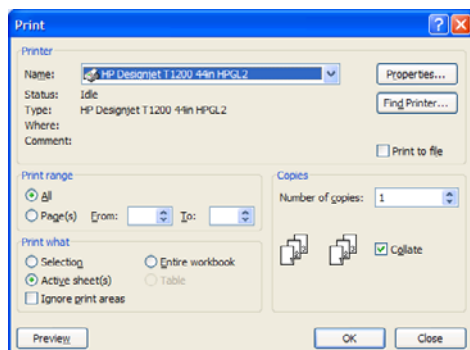 Print
Printer
Name: HP Designjet T1200 44in HPGL2
Properties...
Status: Idle
Type: HP Designjet T1200 44in HPGL2
Find Printer...
Where:
Comment:
Print to file
Print range
All
Page(s) From: To:
Copies
Number of copies: 1
Collate
Print what
Selection Entire workbook
Active sheet(s) Table
Ignore print areas
Preview OK Close